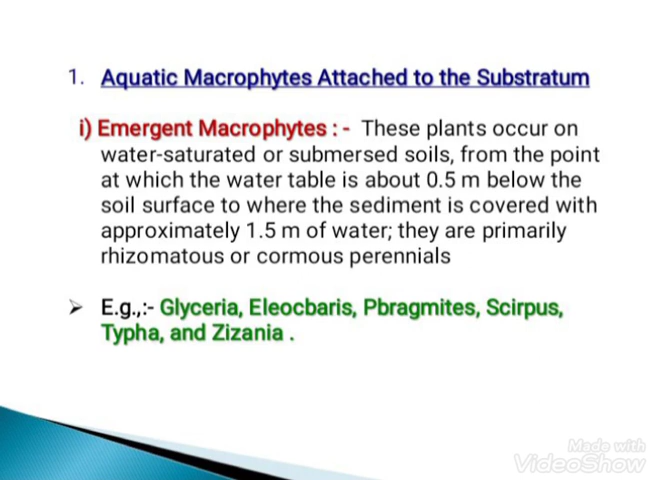 1. Aquatic Macrophytes Attached to the Substratum
i) Emergent Macrophytes : - These plants occur on
water-saturated or submersed soils, from the point
at which the water table is about 0.5 m below the
soil surface to where the sediment is covered with
approximately 1.5 m of water; they are primarily
rhizomatous or cormous perennials
➢ E.g.,:- Glyceria, Eleocbaris, Pbragmites, Scirpus,
Typha, and Zizania .
Made with
VideoShow